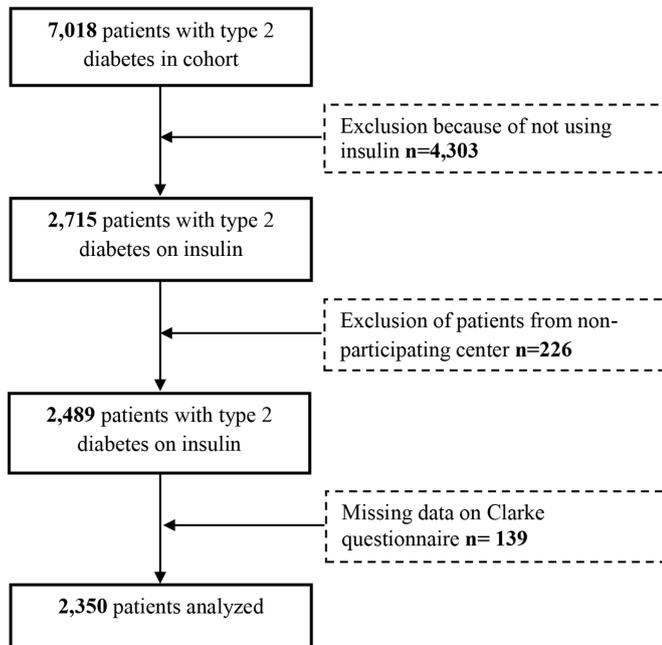 7,018 patients with type 2
diabetes in cohort
Exclusion because of not using
insulin n=4,303
2,715 patients with type 2
diabetes on insulin
Exclusion of patients from non-
participating center n=226
2,489 patients with type 2
diabetes on insulin
Missing data on Clarke
questionnaire n= 139
2,350 patients analyzed